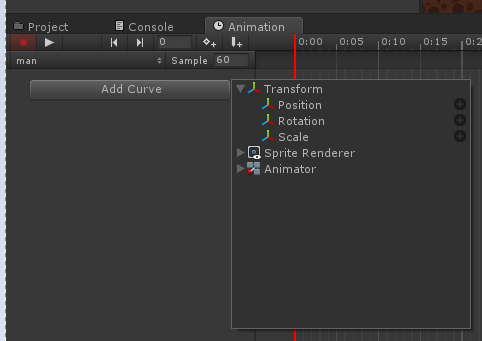 Project Console Animation
0 0:00 0:05 0:10 0:15 0:2
man Sample 60
Add Curve
Transform
Position
Rotation
Scale
Sprite Renderer
Animator